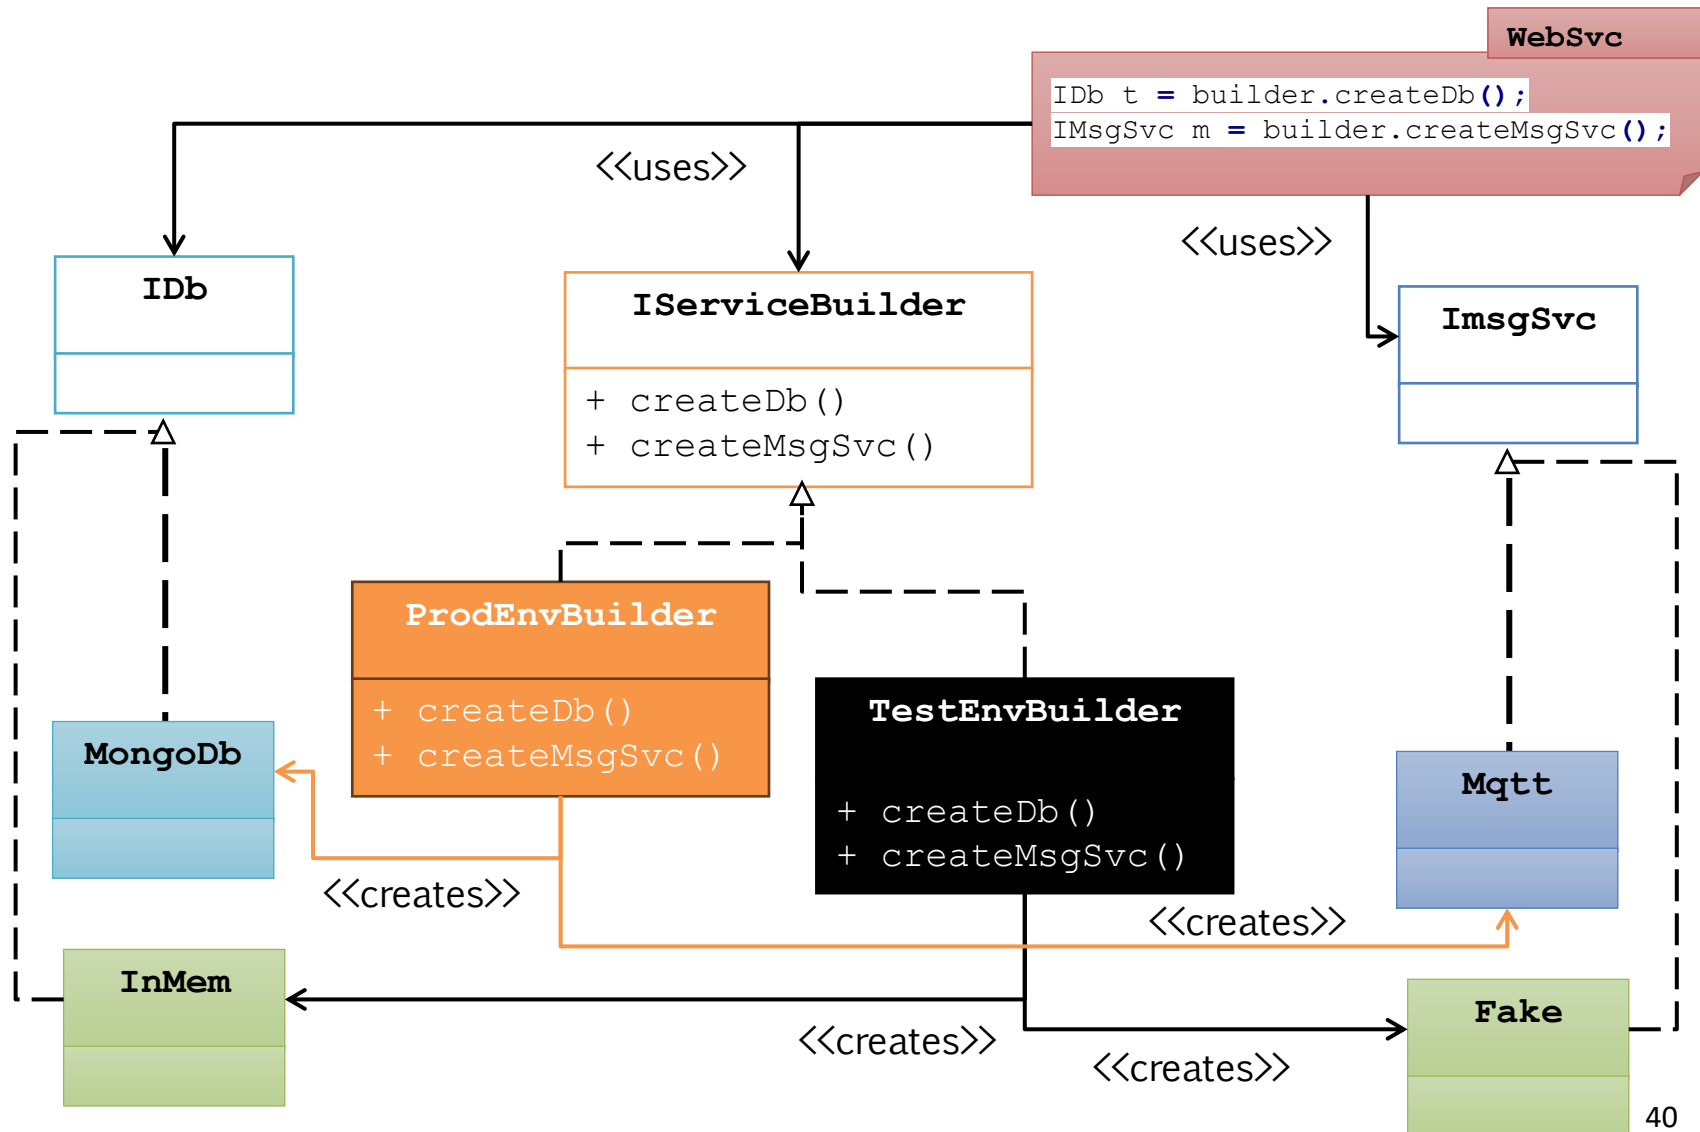 WebSvc
IDb t = builder.createDb();
IMsgSvc m = builder.createMsgSvc();
<<uses>>
<<uses>>
IDb
IServiceBuilder
+ createDb()
+ createMsgSvc()
ImsgSvc
ProdEnvBuilder
+ createDb()
+ createMsgSvc()
TestEnvBuilder
+ createDb()
+ createMsgSvc()
MongoDb
Mqtt
<<creates>>
<<creates>>
InMem
<<creates>>
<<creates>>
Fake
40